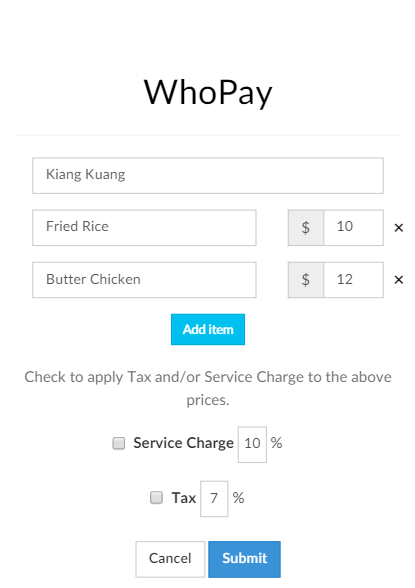 WhoPay
Kiang Kuang
Fried Rice $ 10 ×
Butter Chicken $ 12 ×
Add item
Check to apply Tax and/or Service Charge to the above
prices.
Service Charge 10 %
Tax 7 %
Cancel Submit